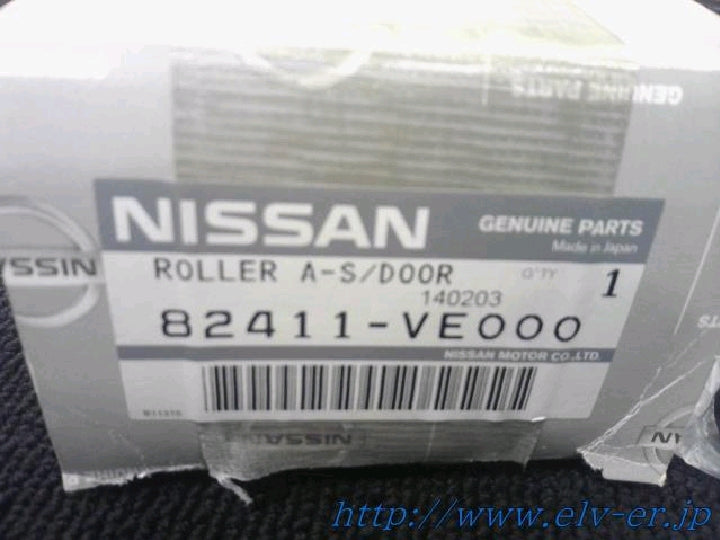 GENUINE PARTS
NISSAN
GENUINE PARTS
Made in Japan
NISSAN
ROLLER A-S/DOOR
Q'TY
1
140203
82411-VE000
NISSAN MOTOR CO.,LTD.
NISSAN
http://www.elv-er.jp